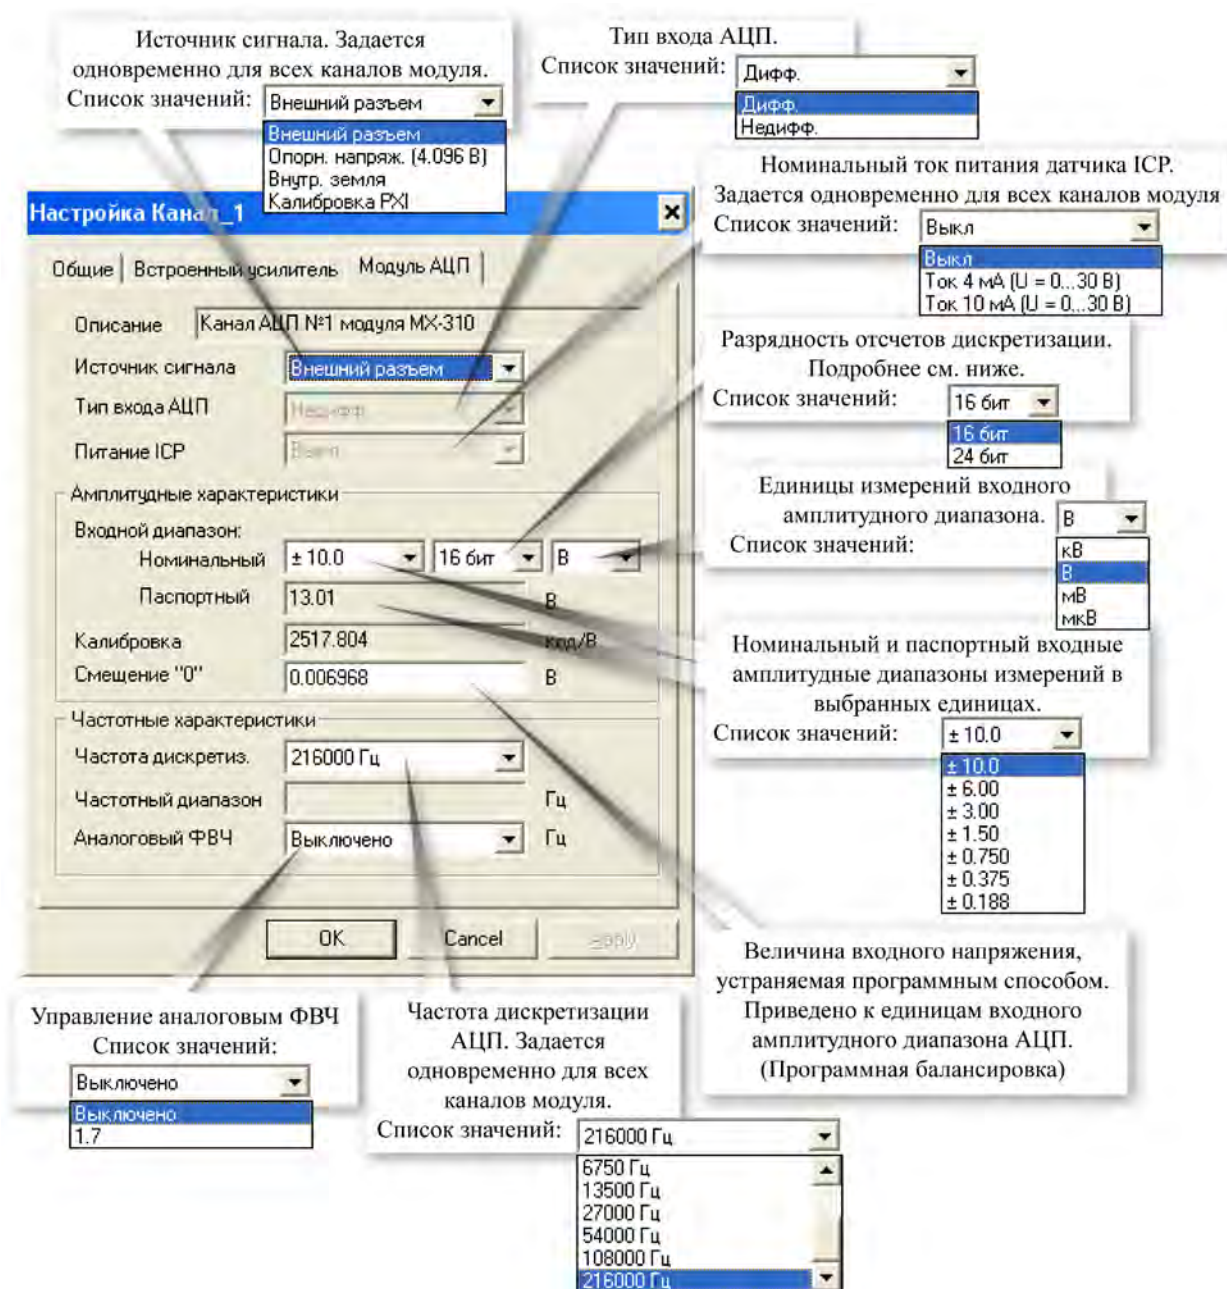 Источник сигнала. Задается
одновременно для всех каналов модуля.
Список значений:
Внешний разъем
Внешний разъем
Опорн. напряж. (4.096 В)
Внутр. земля
Калибровка PXI
Тип входа АЦП.
Список значений:
Дифф.
Дифф.
Недифф.
Номинальный ток питания датчика ICP.
Задается одновременно для всех каналов модуля
Список значений:
Выкл
Выкл
Ток 4 мА (U = 0...30 В)
Ток 10 мА (U = 0...30 В)
Настройка Канал_1
Общие
Встроенный усилитель
Модуль АЦП
Описание
Канал АЦП №1 модуля MX-310
Источник сигнала
Внешний разъем
Тип входа АЦП
Недифф.
Питание ICP
Выкл
Разрядность отсчетов дискретизации.
Подробнее см. ниже.
Список значений:
16 бит
16 бит
24 бит
Амплитудные характеристики
Входной диапазон:
Номинальный
± 10.0
16 бит
В
Паспортный
13.01
В
Калибровка
2517.804
код/В
Смещение "0"
0.006968
В
Единицы измерений входного
амплитудного диапазона.
В
Список значений:
кВ
В
мВ
мкВ
Номинальный и паспортный входные
амплитудные диапазоны измерений в
выбранных единицах.
Список значений:
± 10.0
± 10.0
± 6.00
± 3.00
± 1.50
± 0.750
± 0.375
± 0.188
Частотные характеристики
Частота дискретиз.
216000 Гц
Частотный диапазон
Гц
Аналоговый ФВЧ
Выключено
Гц
OK
Cancel
Apply
Величина входного напряжения,
устраняемая программным способом.
Приведено к единицам входного
амплитудного диапазона АЦП.
(Программная балансировка)
Управление аналоговым ФВЧ
Список значений:
Выключено
Выключено
1.7
Частота дискретизации
АЦП. Задается
одновременно для всех
каналов модуля.
Список значений:
216000 Гц
6750 Гц
13500 Гц
27000 Гц
54000 Гц
108000 Гц
216000 Гц